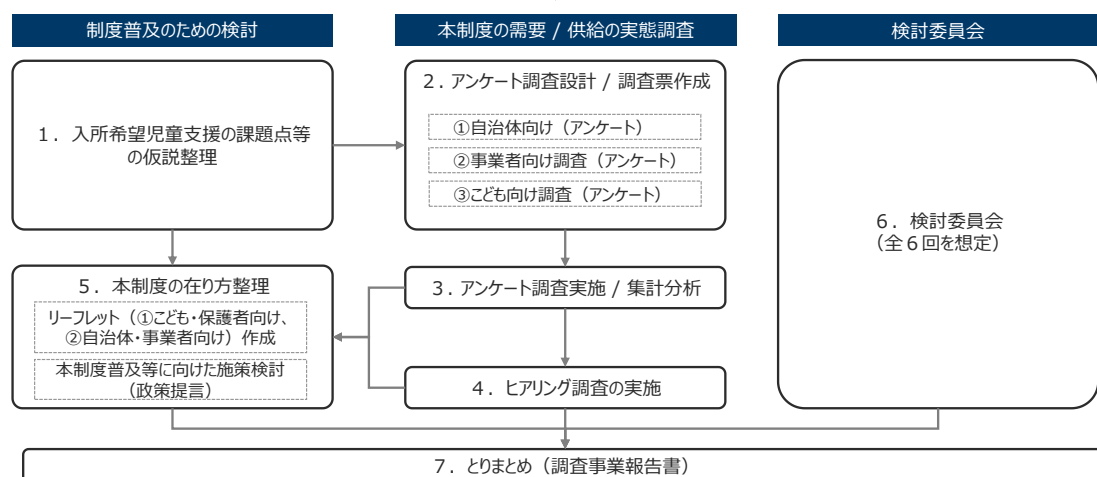 制度普及のための検討
本制度の需要 / 供給の実態調査
検討委員会
1．入所希望児童支援の課題点等
の仮説整理
2．アンケート調査設計 / 調査票作成
①自治体向け（アンケート）
②事業者向け調査（アンケート）
③こども向け調査（アンケート）
6．検討委員会
（全６回を想定）
5．本制度の在り方整理
リーフレット（①こども・保護者向け、
②自治体・事業者向け）作成
本制度普及等に向けた施策検討
（政策提言）
3．アンケート調査実施 / 集計分析
4．ヒアリング調査の実施
7．とりまとめ（調査事業報告書）